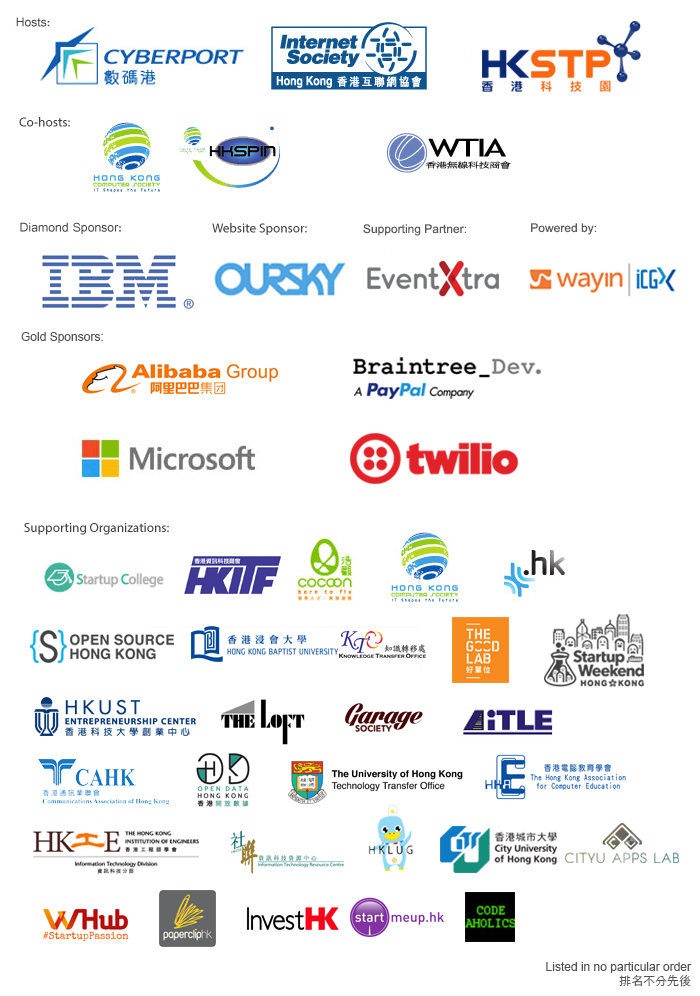 Hosts:
CYBERPORT
數碼港
Internet
Society
Hong Kong 香港互聯網協會
HKSTP
香港科技園
Co-hosts:
HONG KONG
COMPUTER SOCIETY
IT Shapes the Future
HKSPIN
WTIA
香港無線科技商會
Diamond Sponsor:
Website Sponsor:
Supporting Partner:
Powered by:
IBM®
OURSKY
EventXtra
wayin
iCGX
Gold Sponsors:
Alibaba Group
阿里巴巴集团
Braintree_Dev.
A PayPal Company
Microsoft
twilio
Supporting Organizations:
Startup College
香港資訊科技商會
HKITF
浩觀
cocoon
born to fly
HONG KONG
COMPUTER SOCIETY
IT Shapes the Future
.hk
{S} OPEN SOURCE
HONG KONG
香港浸會大學
HONG KONG BAPTIST UNIVERSITY
KTO 知識轉移處
KNOWLEDGE TRANSFER OFFICE
THE
GOOD
LAB
好單位
Startup
Weekend
HONG KONG
HKUST
ENTREPRENEURSHIP CENTER
香港科技大學創業中心
THE LOFT
Garage
SOCIETY
AiTLE
CAHK
香港通訊業聯會
Communications Association of Hong Kong
OPEN DATA
HONG KONG
香港開放數據
The University of Hong Kong
Technology Transfer Office
HKACE
香港電腦教育學會
The Hong Kong Association
for Computer Education
HKIE
THE HONG KONG
INSTITUTION OF ENGINEERS
香港工程師學會
Information Technology Division
資訊科技分部
社聯
資訊科技資源中心
Information Technology Resource Centre
HKLUG
香港城市大學
City University
of Hong Kong
CITYU APPS LAB
WHub
#StartupPassion
papercliphk
InvestHK
startmeup.hk
CODE
AHOLICS
Listed in no particular order
排名不分先後